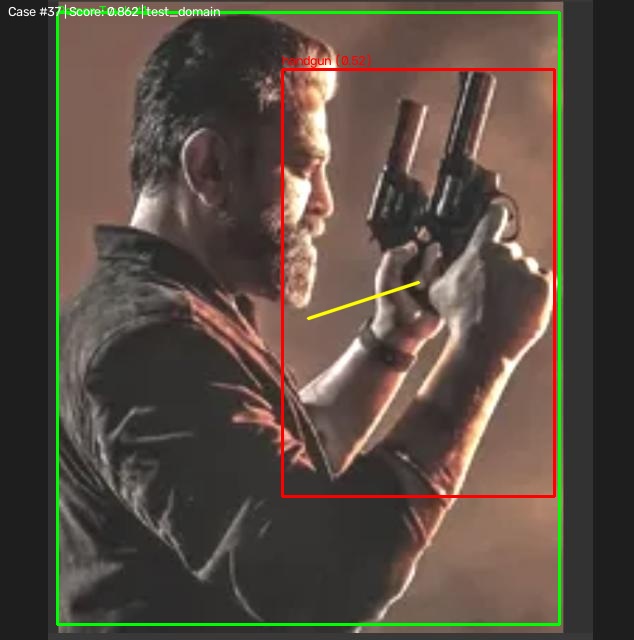 Case #37 | Score: 0.862 | test_domain
handgun (0.52)